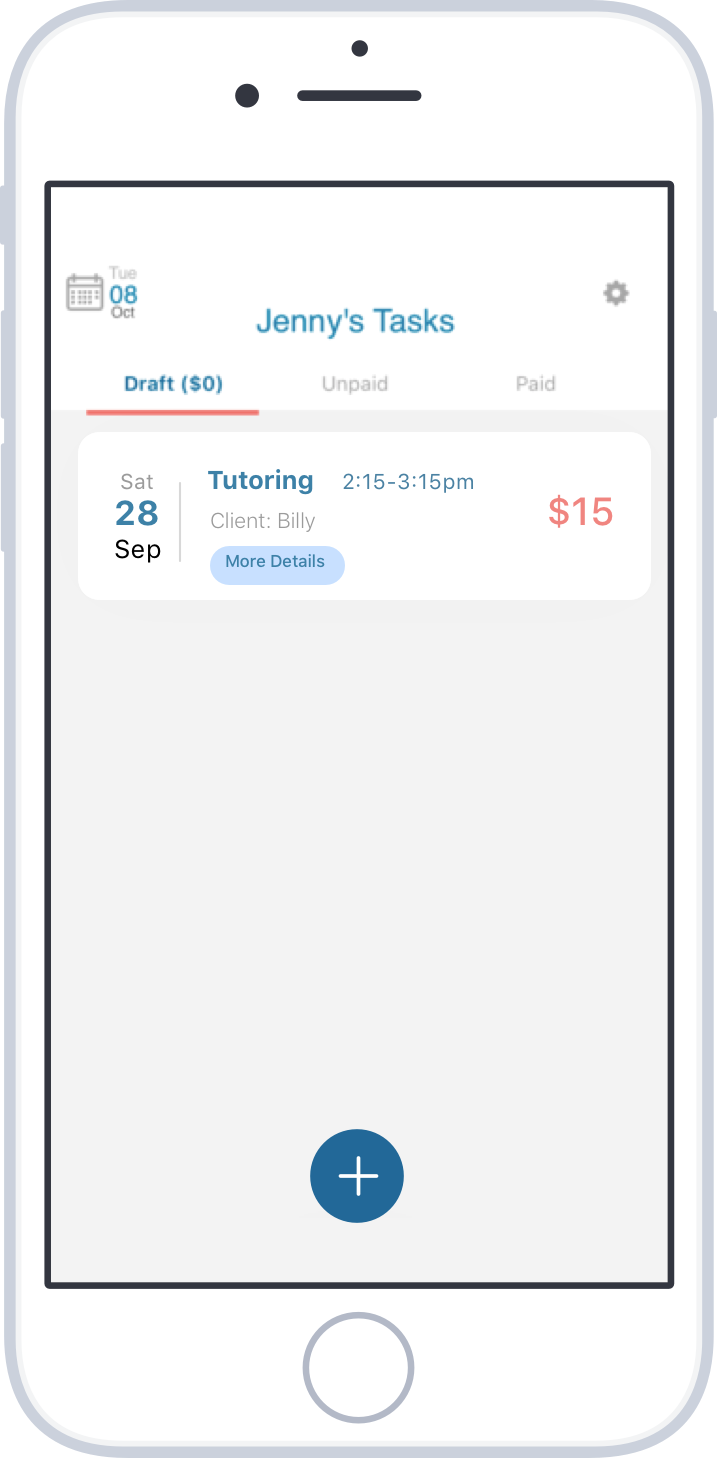 Tue
08
Oct
Jenny's Tasks
Draft ($0) Unpaid Paid
Sat
28
Sep
Tutoring 2:15-3:15pm
Client: Billy
More Details
$15